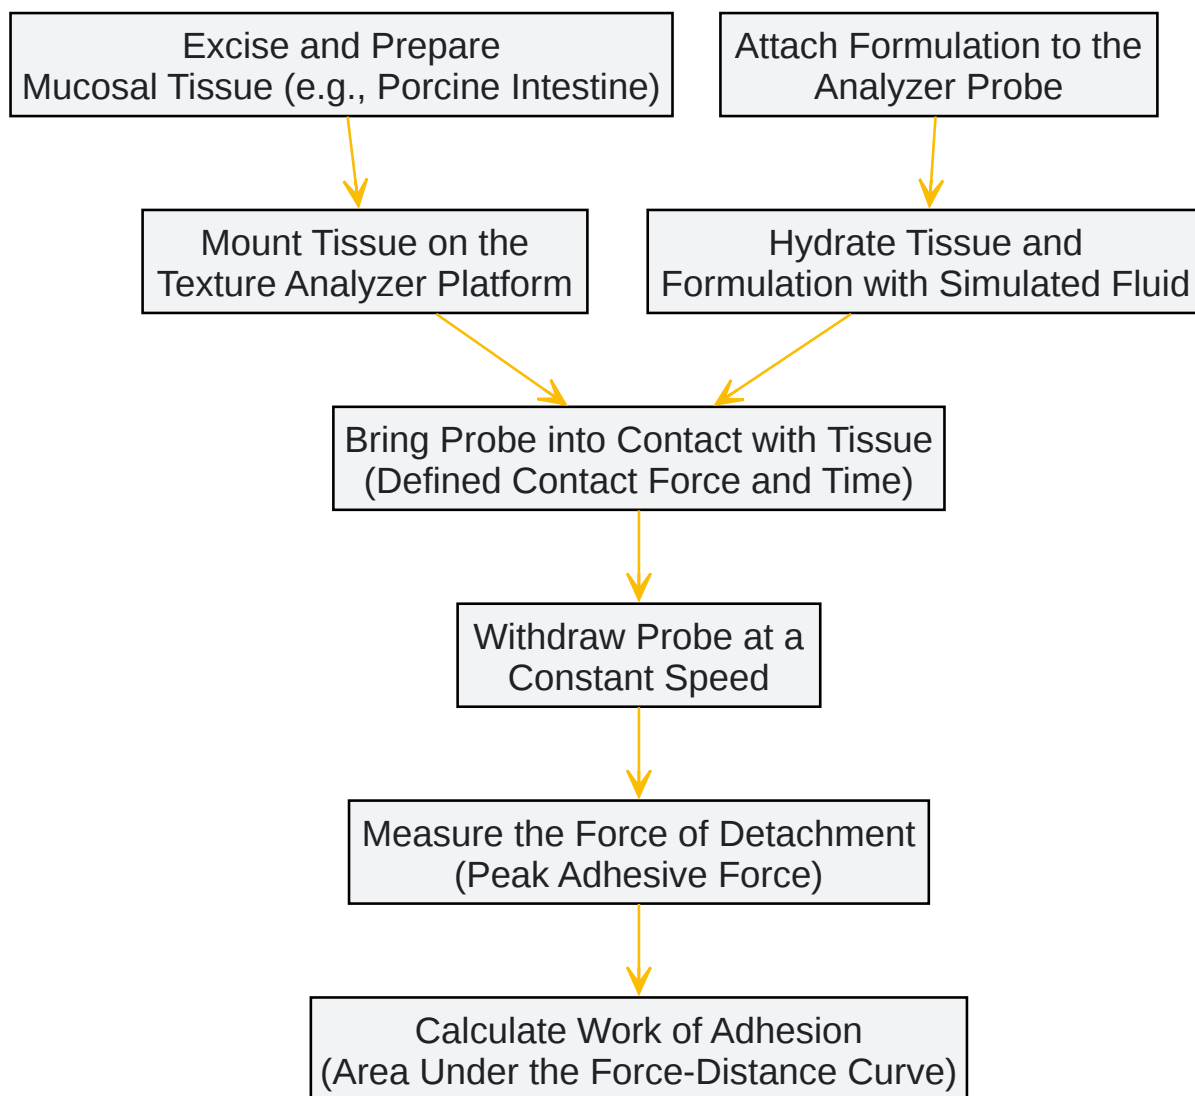 Excise and Prepare
Mucosal Tissue (e.g., Porcine Intestine)
Attach Formulation to the
Analyzer Probe
Mount Tissue on the
Texture Analyzer Platform
Hydrate Tissue and
Formulation with Simulated Fluid
Bring Probe into Contact with Tissue
(Defined Contact Force and Time)
Withdraw Probe at a
Constant Speed
Measure the Force of Detachment
(Peak Adhesive Force)
Calculate Work of Adhesion
(Area Under the Force-Distance Curve)